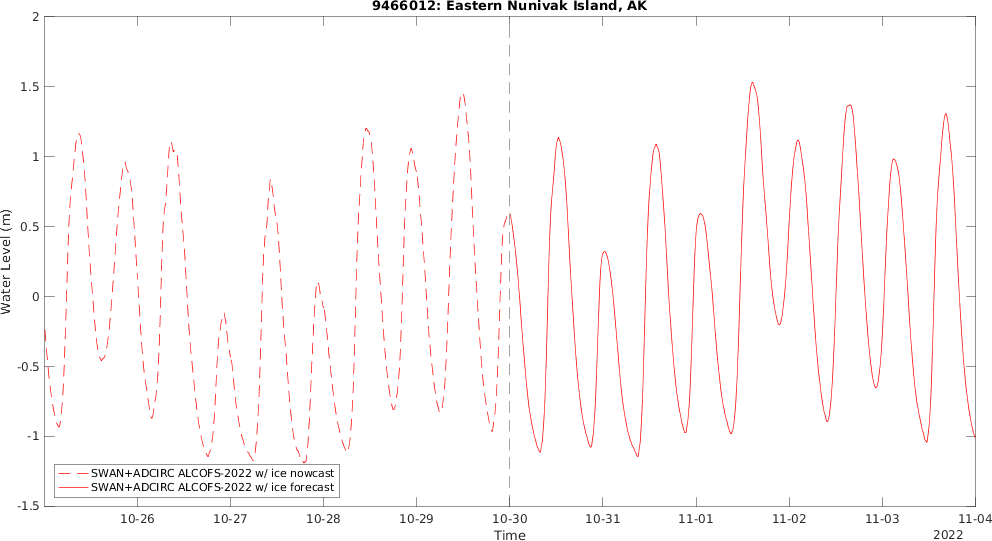 9466012: Eastern Nunivak Island, AK
Water Level (m)
2
1.5
1
0.5
0
-0.5
-1
-1.5
SWAN+ADCIRC ALCOFS-2022 w/ ice nowcast
SWAN+ADCIRC ALCOFS-2022 w/ ice forecast
10-26 10-27 10-28 10-29 10-30 10-31 11-01 11-02 11-03 11-04
Time
2022